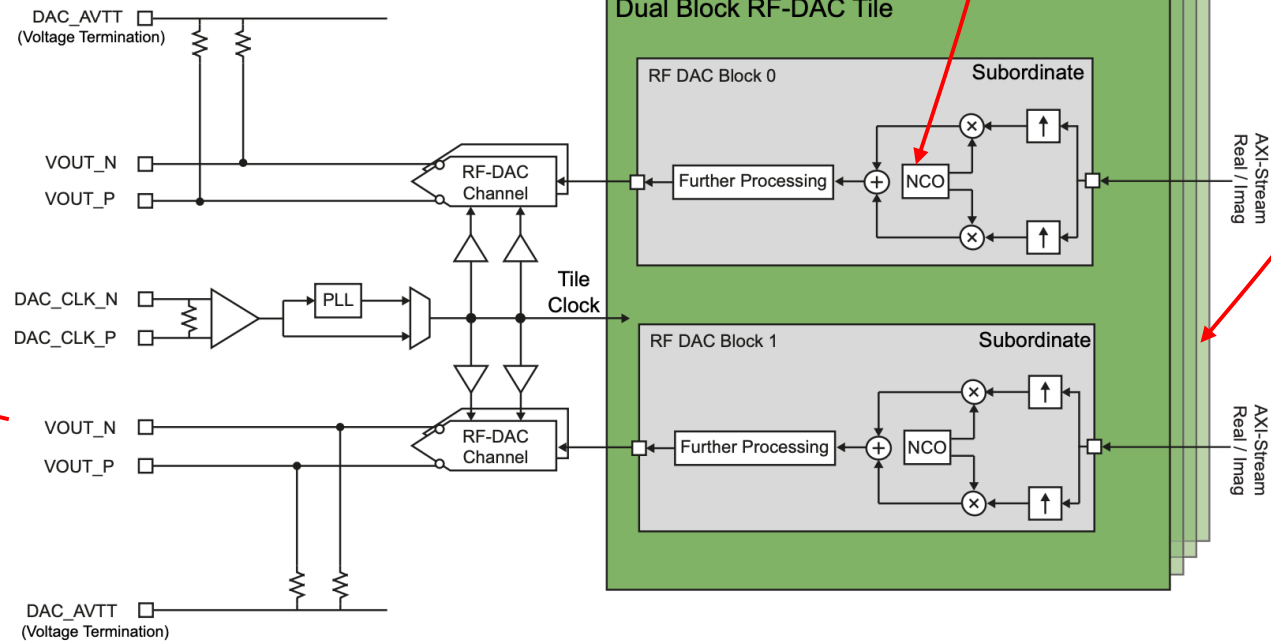 Dual Block RF-DAC Tile
DAC_AVTT
(Voltage Termination)
RF DAC Block 0
Subordinate
VOUT_N
VOUT_P
RF-DAC
Channel
Further Processing
NCO
AXI-Stream
Real / Imag
DAC_CLK_N
DAC_CLK_P
PLL
Tile
Clock
RF DAC Block 1
Subordinate
VOUT_N
VOUT_P
RF-DAC
Channel
Further Processing
NCO
AXI-Stream
Real / Imag
DAC_AVTT
(Voltage Termination)